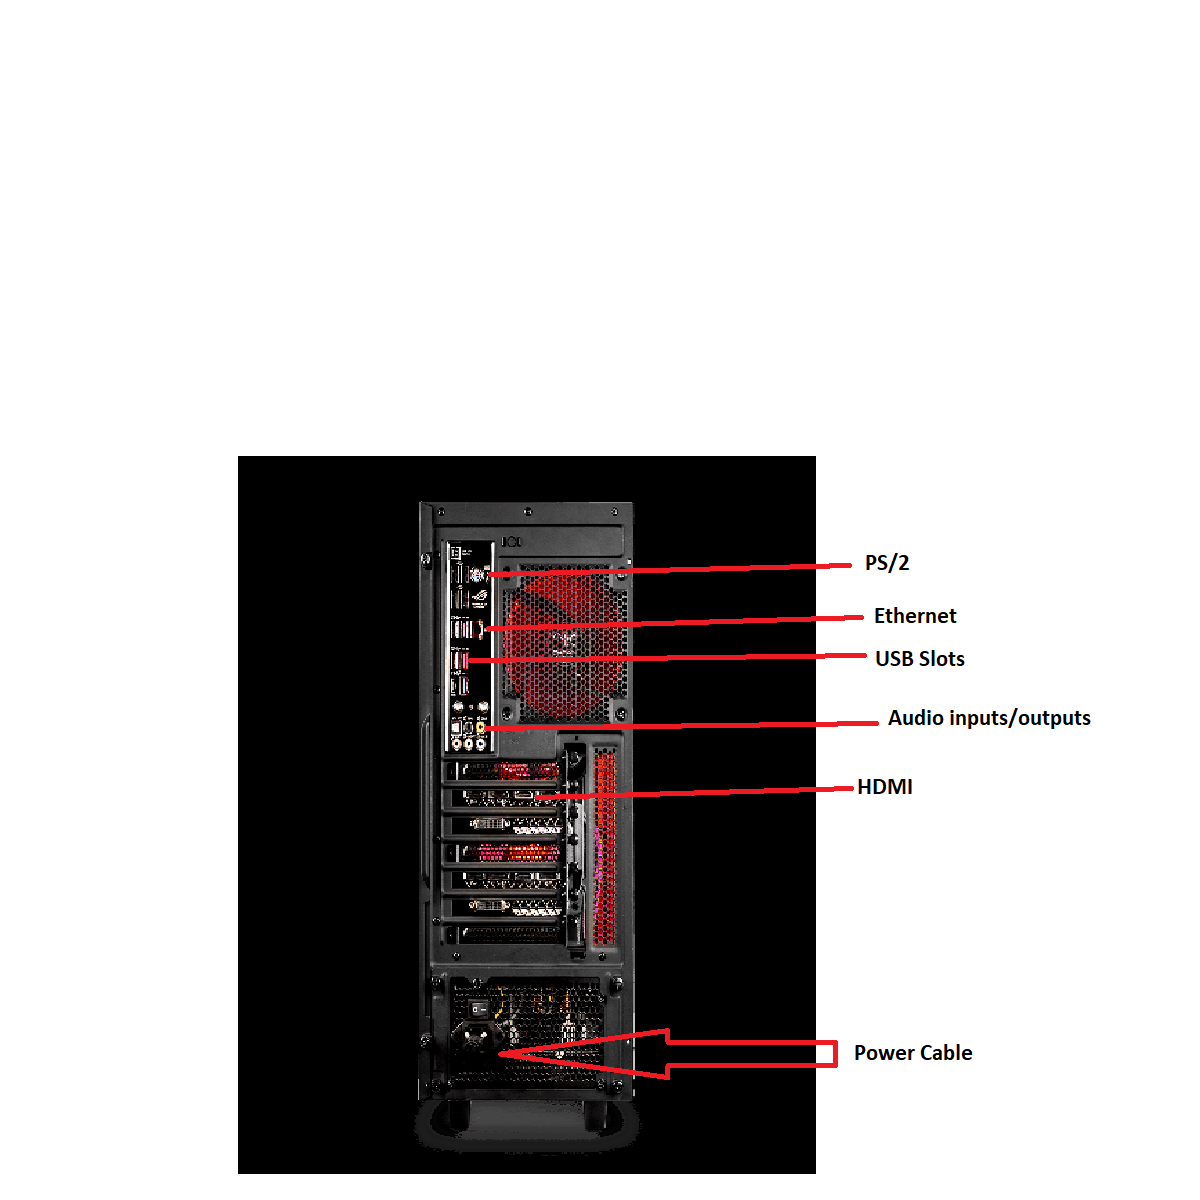 PS/2
Ethernet
USB Slots
Audio inputs/outputs
HDMI
Power Cable